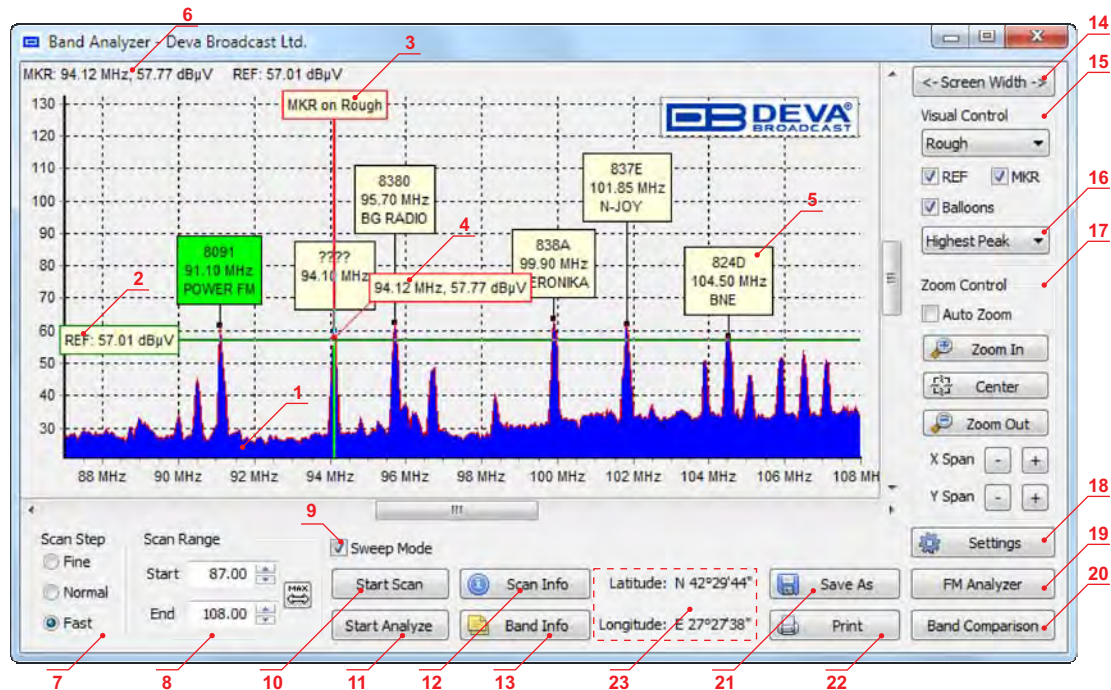 6
3
14
Band Analyzer - Deva Broadcast Ltd.
15
MKR: 94.12 MHz, 57.77 dBµV REF: 57.01 dBµV
<- Screen Width ->
130
MKR on Rough
DEVA
BROADCAST
Visual Control
120
Rough
110
837E
101.85 MHz
N-JOY
8380
95.70 MHz
BG RADIO
REF
MKR
16
100
5
Balloons
90
4
17
8091
91.10 MHz
POWER FM
????
94.10 MHz
838A
99.90 MHz
ERONIKA
824D
104.50 MHz
BNE
Highest Peak
80
2
94.12 MHz, 57.77 dBµV
Zoom Control
70
Auto Zoom
60
REF: 57.01 dBµV
Zoom In
50
1
Center
40
Zoom Out
30
X Span - +
88 MHz 90 MHz 92 MHz 94 MHz 96 MHz 98 MHz 100 MHz 102 MHz 104 MHz 106 MHz 108 MH
Y Span - +
18
9
Scan Step
Scan Range
Sweep Mode
Settings
19
Fine
Start 87.00
MAX
Start Scan
Scan Info
Latitude: N 42°29'44"
Save As
FM Analyzer
20
Normal
End 108.00
Fast
Start Analyze
Band Info
Longitude: E 27°27'38"
Print
Band Comparison
7
8
10
11
12
13
23
21
22